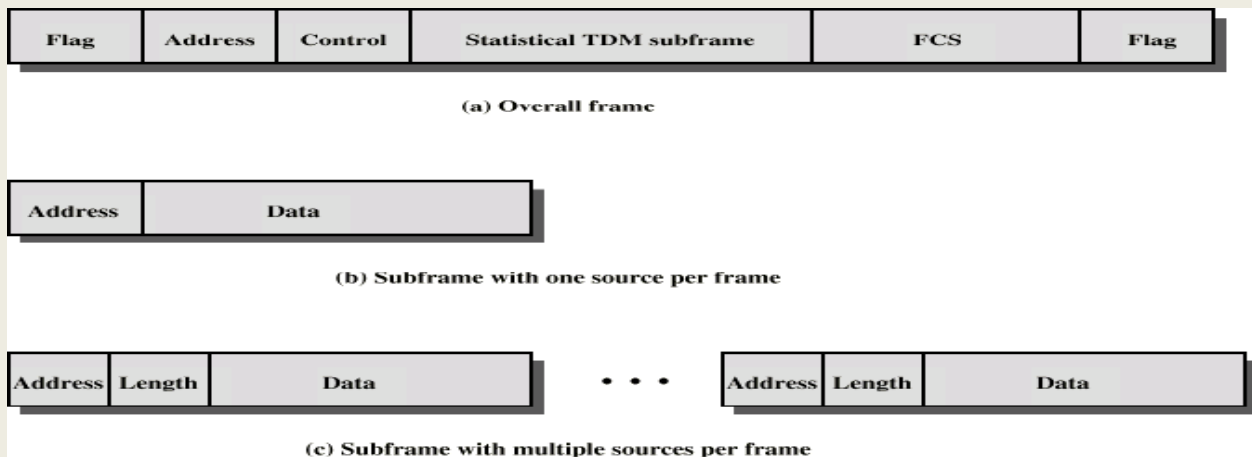 Flag Address Control Statistical TDM subframe FCS Flag
(a) Overall frame
Address Data
(b) Subframe with one source per frame
Address Length Data • • • Address Length Data
(c) Subframe with multiple sources per frame